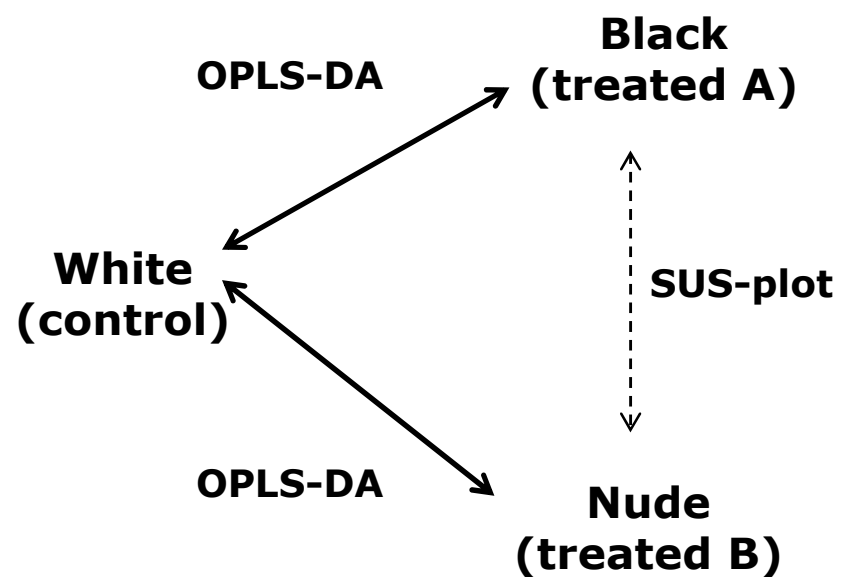 Black
(treated A)
OPLS-DA
White
(control)
SUS-plot
OPLS-DA
Nude
(treated B)